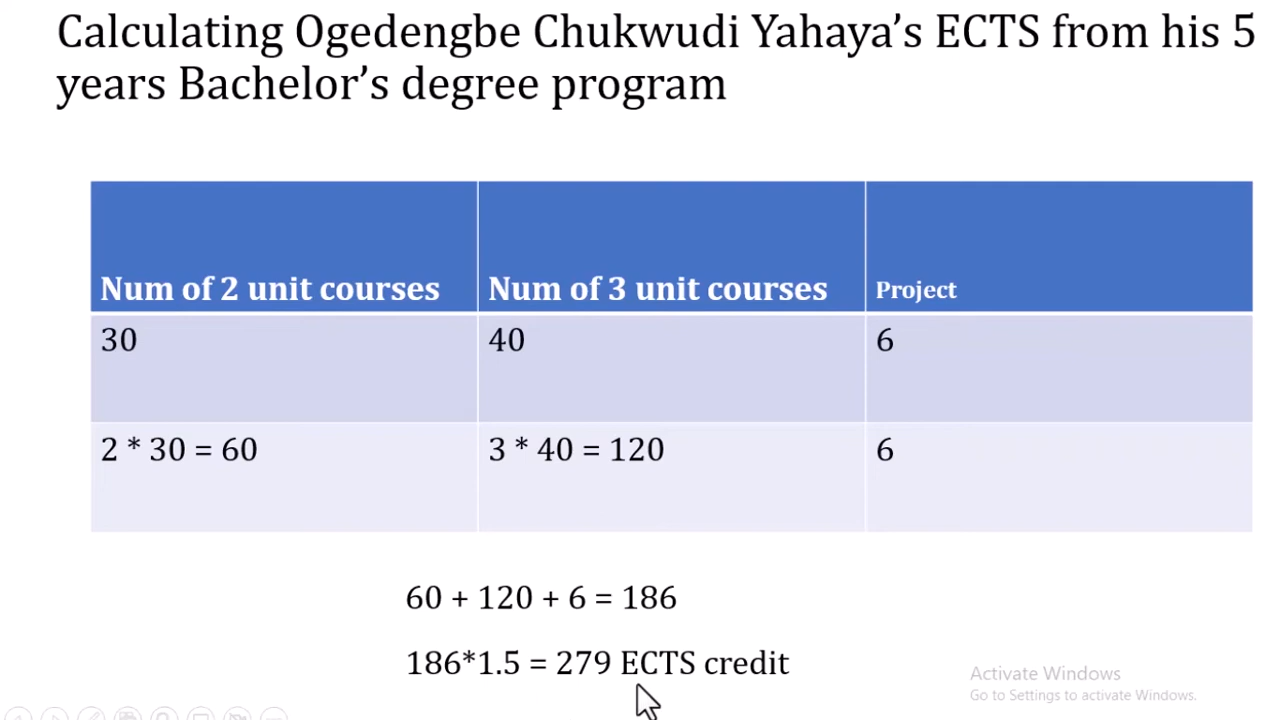 Calculating Ogedengbe Chukwudi Yahaya’s ECTS from his 5
years Bachelor’s degree program
Num of 2 unit courses Num of 3 unit courses Project
30 40 6
2 * 30 = 60 3 * 40 = 120 6
60 + 120 + 6 = 186
186*1.5 = 279 ECTS credit
Activate Windows
Go to Settings to activate Windows.